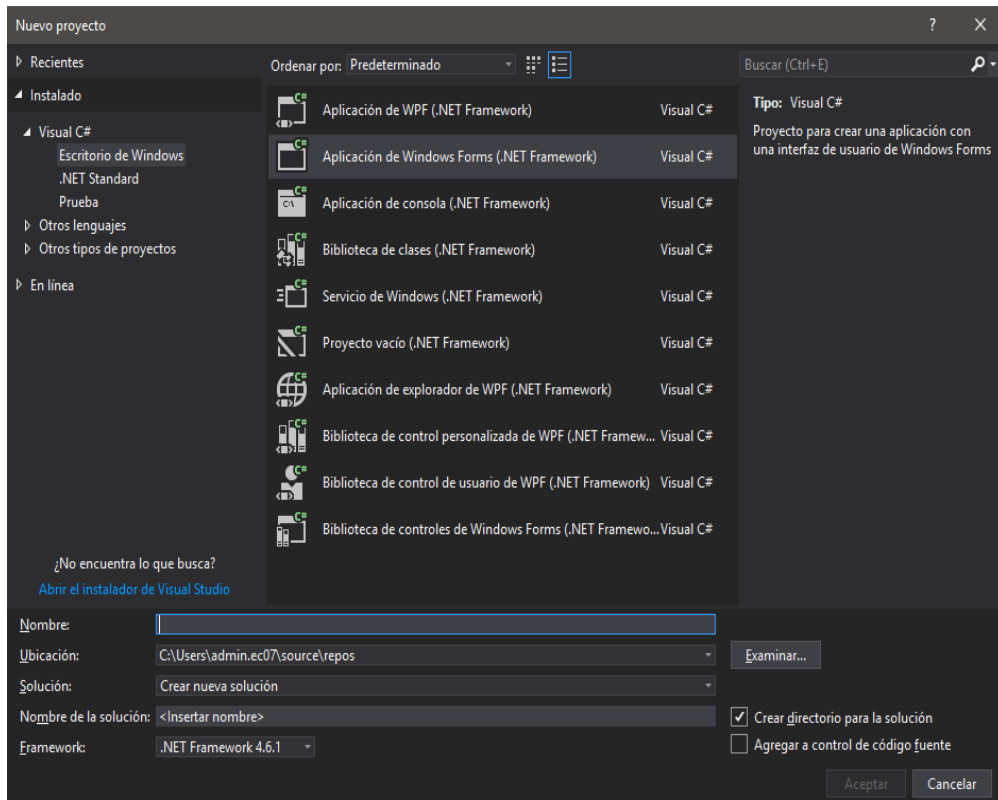 Nuevo proyecto
Recientes
Ordenar por: Predeterminado
Buscar (Ctrl+E)
Instalado
Visual C#
Escritorio de Windows
.NET Standard
Prueba
Otros lenguajes
Otros tipos de proyectos
En línea
¿No encuentra lo que busca?
Abrir el instalador de Visual Studio
Aplicación de WPF (.NET Framework) Visual C#
Aplicación de Windows Forms (.NET Framework) Visual C#
Aplicación de consola (.NET Framework) Visual C#
Biblioteca de clases (.NET Framework) Visual C#
Servicio de Windows (.NET Framework) Visual C#
Proyecto vacío (.NET Framework) Visual C#
Aplicación de explorador de WPF (.NET Framework) Visual C#
Biblioteca de control personalizada de WPF (.NET Framew... Visual C#
Biblioteca de control de usuario de WPF (.NET Framework) Visual C#
Biblioteca de controles de Windows Forms (.NET Framewo... Visual C#
Tipo: Visual C#
Proyecto para crear una aplicación con
una interfaz de usuario de Windows Forms
Nombre:
Ubicación: C:\Users\admin.ec07\source\repos Examinar...
Solución: Crear nueva solución
Nombre de la solución: <Insertar nombre>
Crear directorio para la solución
Framework: .NET Framework 4.6.1
Agregar a control de código fuente
Aceptar Cancelar